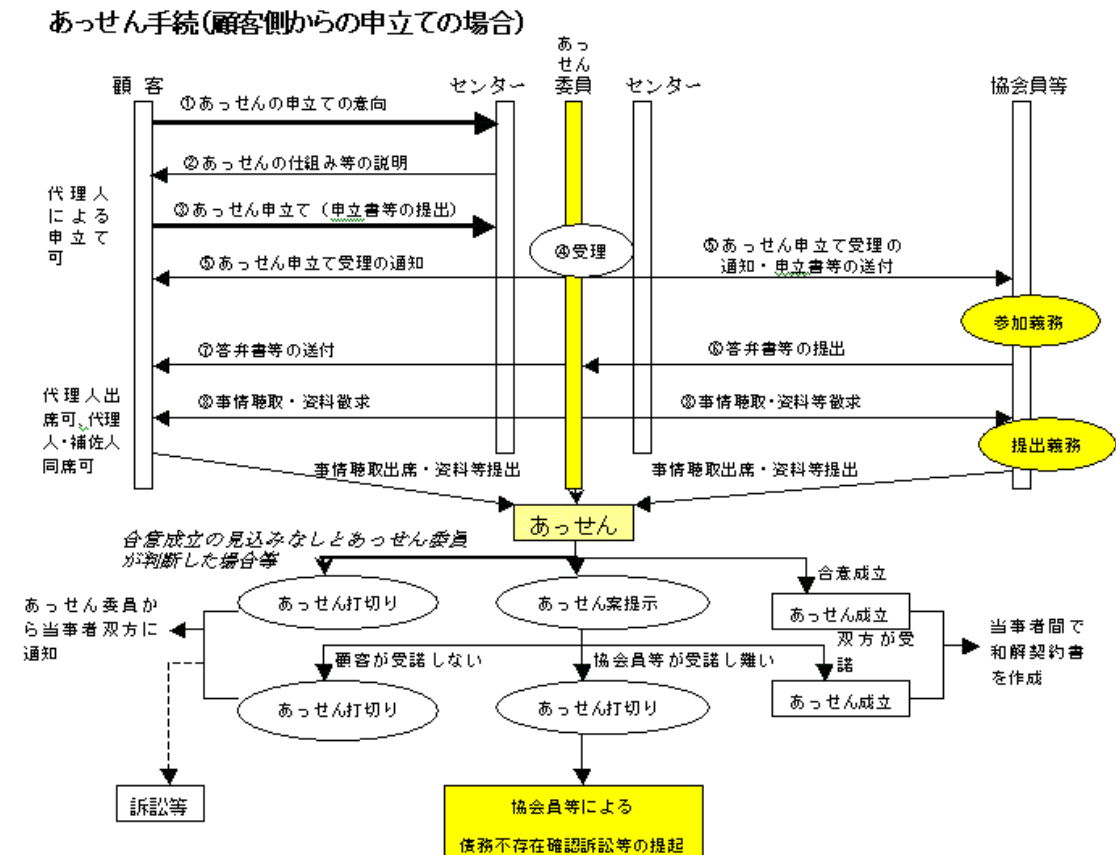 あっせん手続(顧客側からの申立ての場合)
あっ
せん
委員
顧 客
センター
センター
協会員等
①あっせんの申立ての意向
②あっせんの仕組み等の説明
代理人
による
申立て
可
③あっせん申立て(申立書等の提出)
④受理
⑤あっせん申立て受理の通知
⑤あっせん申立て受理の
通知・申立書等の送付
参加義務
⑦答弁書等の送付
⑥答弁書等の提出
代理人出
席可、代理
人・補佐人
同席可
⑧事情聴取・資料徴求
⑧事情聴取・資料等徴求
提出義務
事情聴取出席・資料等提出
事情聴取出席・資料等提出
あっせん
合意成立の見込みなしとあっせん委員
が判断した場合等
合意成立
あっせん打切り
あっせん案提示
あっせん成立
あっせん委員か
ら当事者双方に
通知
双方が受
諾
当事者間で
和解契約書
を作成
顧客が受諾しない
協会員等が受諾し難い
あっせん打切り
あっせん打切り
あっせん成立
訴訟等
協会員等による
債務不存在確認訴訟等の提起